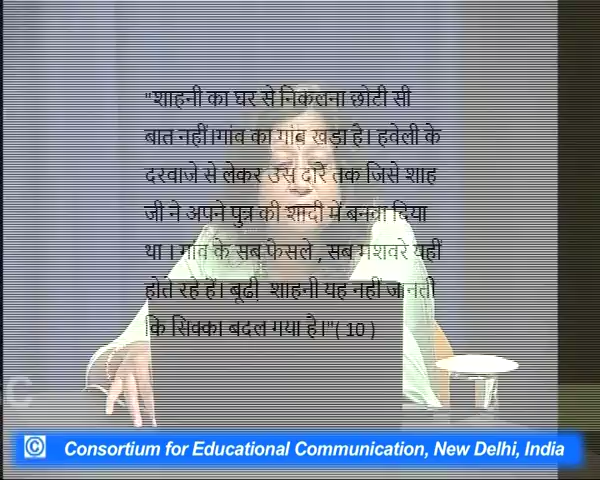 "शाहनी का घर से निकलना छोटी सी
बात नहीं।गांव का गांव खड़ा है। हवेली के
दरवाजे से लेकर उस दारे तक जिसे शाह
जी ने अपने पुत्र की शादी में बनवा दिया
था । गांव के सब फेसले , सब मशवरे यहीं
होते रहे हैं। बूढी़  शाहनी यह नहीं जानती
कि सिक्का बदल गया है।"( 10 )
C
© Consortium for Educational Communication, New Delhi, India